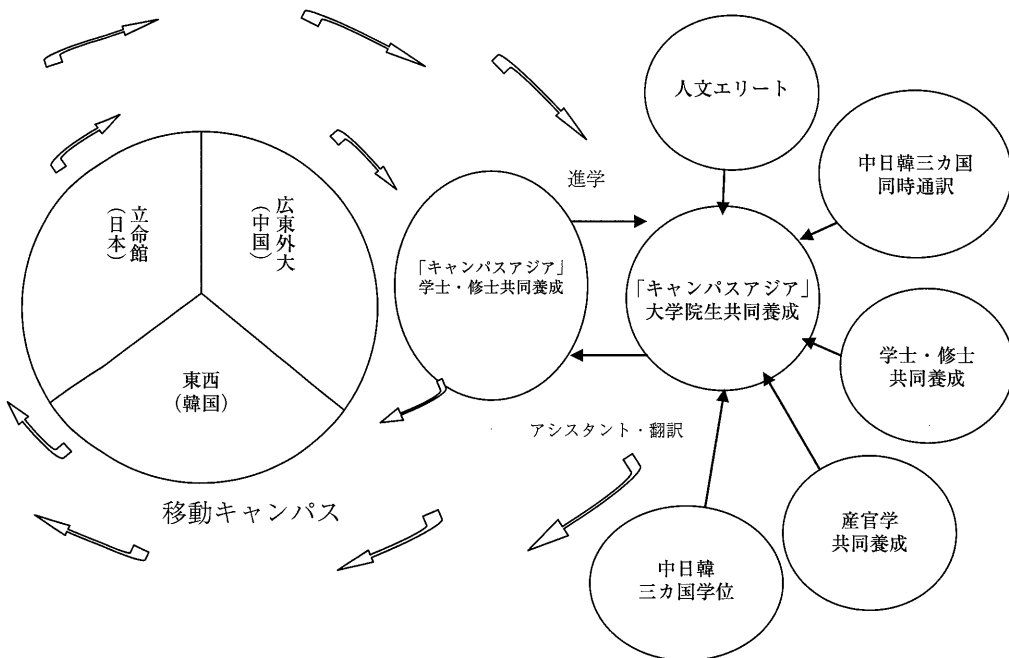 人文エリート
中日韓三カ国
同時通訳
進学
立命館
(日本)
広東外大
(中国)
「キャンパスアジア」
学士・修士共同養成
「キャンパスアジア」
大学院生共同養成
学士・修士
共同養成
東西
(韓国)
アシスタント・翻訳
移動キャンパス
産官学
共同養成
中日韓
三カ国学位